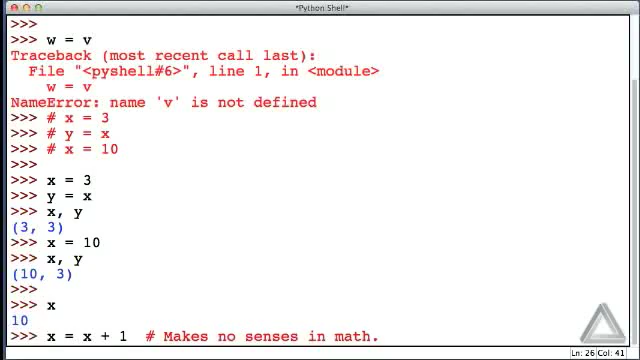 *Python Shell*
>>>
>>> w = v
Traceback (most recent call last):
  File "<pyshell#6>", line 1, in <module>
    w = v
NameError: name 'v' is not defined
>>> # x = 3
>>> # y = x
>>> # x = 10
>>>
>>> x = 3
>>> y = x
>>> x, y
(3, 3)
>>> x = 10
>>> x, y
(10, 3)
>>>
>>> x
10
>>> x = x + 1  # Makes no senses in math.
Ln: 26 Col: 41